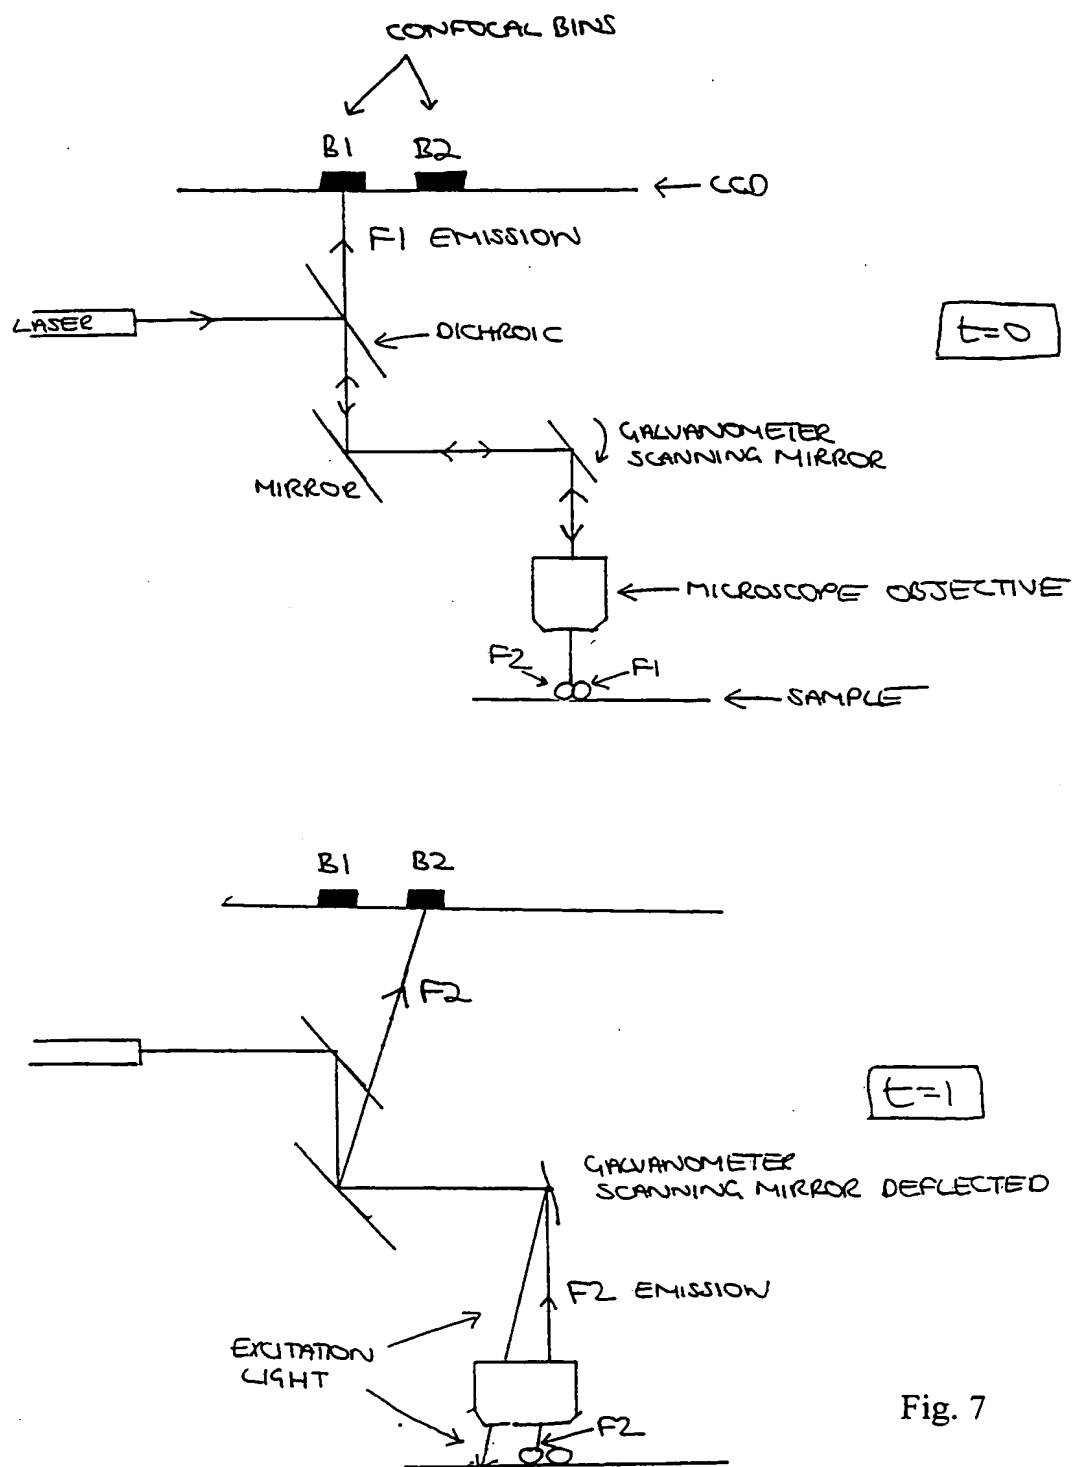 CONFOCAL BINS
B1 B2
CCD
F1 EMISSION
LASER
DICHROIC
t=0
GALVANOMETER
SCANNING MIRROR
MIRROR
MICROSCOPE OBJECTIVE
F2 F1
SAMPLE
B1 B2
F2
t=1
GALVANOMETER
SCANNING MIRROR DEFLECTED
F2 EMISSION
EXCITATION
LIGHT
F2
Fig. 7